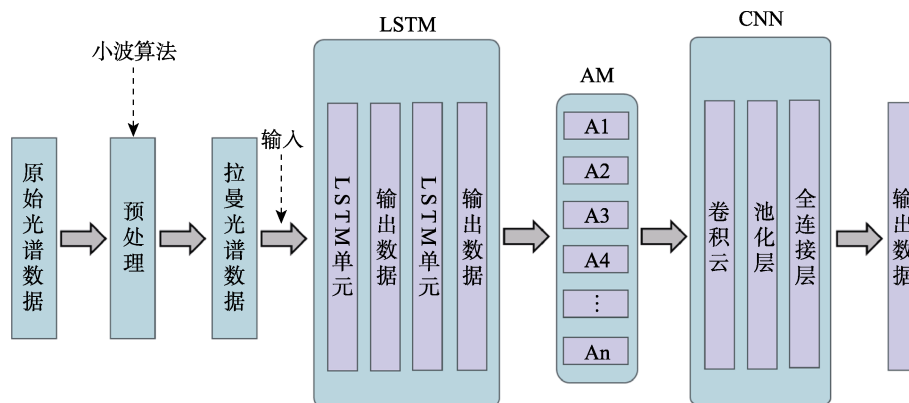 小波算法
原始光谱数据
预处理
拉曼光谱数据
输入
LSTM
LSTM单元
输出数据
LSTM单元
输出数据
AM
A1
A2
A3
A4
⋮
An
CNN
卷积云
池化层
全连接层
输出数据